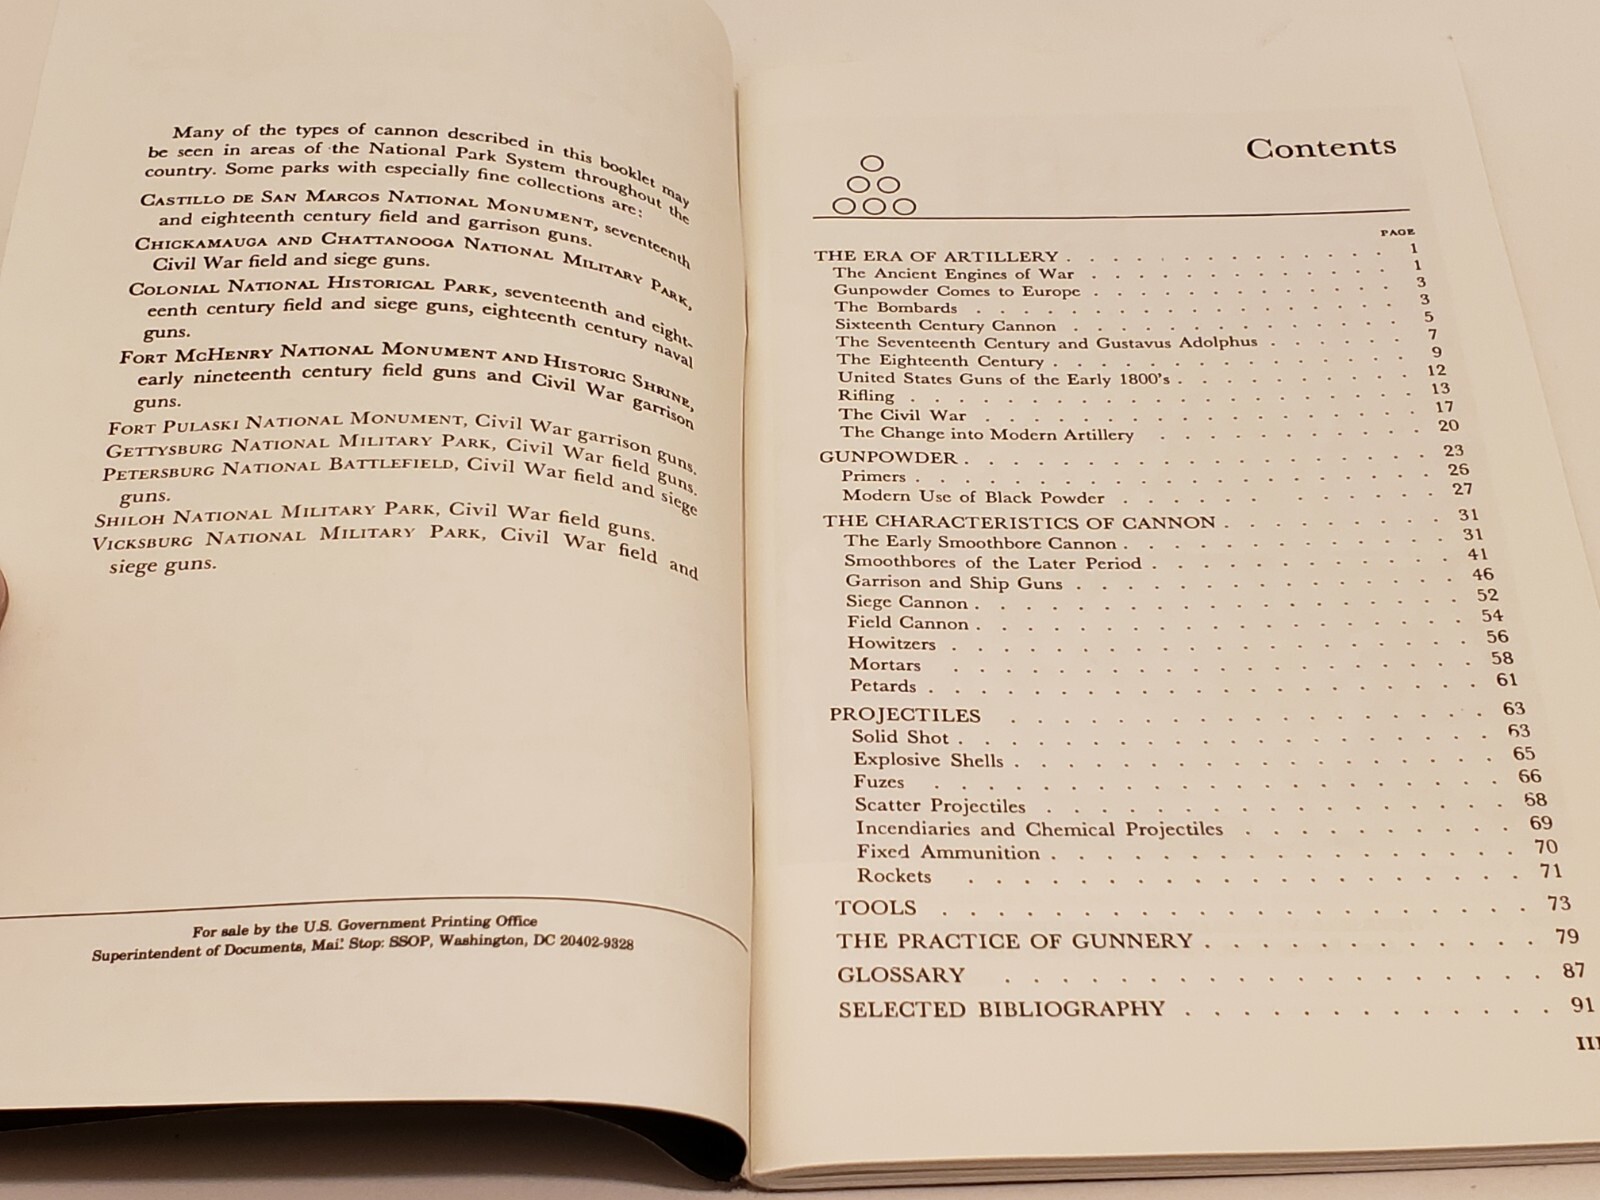 Many of the types of cannon described in this booklet may
be seen in areas of the National Park System throughout the
country. Some parks with especially fine collections are:
CASTILLO DE SAN MARCOS NATIONAL MONUMENT, seventeenth
and eighteenth century field and garrison guns.
CHICKAMAUGA AND CHATTANOOGA NATIONAL MILITARY PARK,
Civil War field and siege guns.
COLONIAL NATIONAL HISTORICAL PARK, seventeenth and eight-
eenth century field and siege guns, eighteenth century naval
guns.
FORT MCHENRY NATIONAL MONUMENT AND HISTORIC SHRINE,
early nineteenth century field guns and Civil War garrison
guns.
FORT PULASKI NATIONAL MONUMENT, Civil War garrison guns.
GETTYSBURG NATIONAL MILITARY PARK, Civil War field guns.
PETERSBURG NATIONAL BATTLEFIELD, Civil War field and siege
guns.
SHILOH NATIONAL MILITARY PARK, Civil War field guns.
VICKSBURG NATIONAL MILITARY PARK, Civil War field and
siege guns.
For sale by the U.S. Government Printing Office
Superintendent of Documents, Mail Stop: SSOP, Washington, DC 20402-9328
Contents
PAGE
THE ERA OF ARTILLERY . . . . . . . . . . . . . 1
The Ancient Engines of War . . . . . . . . . . . . 1
Gunpowder Comes to Europe . . . . . . . . . . . . 3
The Bombards . . . . . . . . . . . . . . . . 3
Sixteenth Century Cannon . . . . . . . . . . . . . 5
The Seventeenth Century and Gustavus Adolphus . . . . . . 7
The Eighteenth Century . . . . . . . . . . . . . . 9
United States Guns of the Early 1800's . . . . . . . . . 12
Rifling . . . . . . . . . . . . . . . . . . 13
The Civil War . . . . . . . . . . . . . . . . 17
The Change into Modern Artillery . . . . . . . . . . 20
GUNPOWDER . . . . . . . . . . . . . . . . . 23
Primers . . . . . . . . . . . . . . . . . . 26
Modern Use of Black Powder . . . . . . . . . . . . 27
THE CHARACTERISTICS OF CANNON . . . . . . . . . 31
The Early Smoothbore Cannon . . . . . . . . . . . . 31
Smoothbores of the Later Period . . . . . . . . . . . 41
Garrison and Ship Guns . . . . . . . . . . . . . . 46
Siege Cannon . . . . . . . . . . . . . . . . . 52
Field Cannon . . . . . . . . . . . . . . . . . 54
Howitzers . . . . . . . . . . . . . . . . . . 56
Mortars . . . . . . . . . . . . . . . . . . 58
Petards . . . . . . . . . . . . . . . . . . . 61
PROJECTILES . . . . . . . . . . . . . . . . . 63
Solid Shot . . . . . . . . . . . . . . . . . . 63
Explosive Shells . . . . . . . . . . . . . . . . 65
Fuzes . . . . . . . . . . . . . . . . . . . 66
Scatter Projectiles . . . . . . . . . . . . . . . 68
Incendiaries and Chemical Projectiles . . . . . . . . . 69
Fixed Ammunition . . . . . . . . . . . . . . . . 70
Rockets . . . . . . . . . . . . . . . . . . . 71
TOOLS . . . . . . . . . . . . . . . . . . . 73
THE PRACTICE OF GUNNERY . . . . . . . . . . . 79
GLOSSARY . . . . . . . . . . . . . . . . . 87
SELECTED BIBLIOGRAPHY . . . . . . . . . . . . 91
III